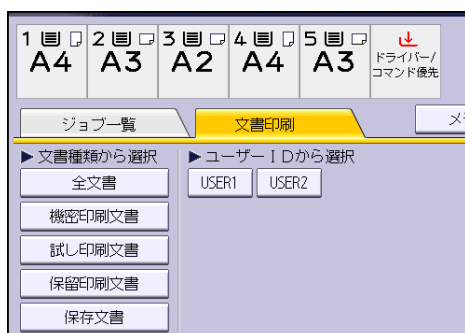 1 2 3 4 5
A4 A3 A2 A4 A3 ドライバー/
コマンド優先
ジョブ一覧 文書印刷 メ
▶文書種類から選択 ▶ユーザーIDから選択
全文書 USER1 USER2
機密印刷文書
試し印刷文書
保留印刷文書
保存文書